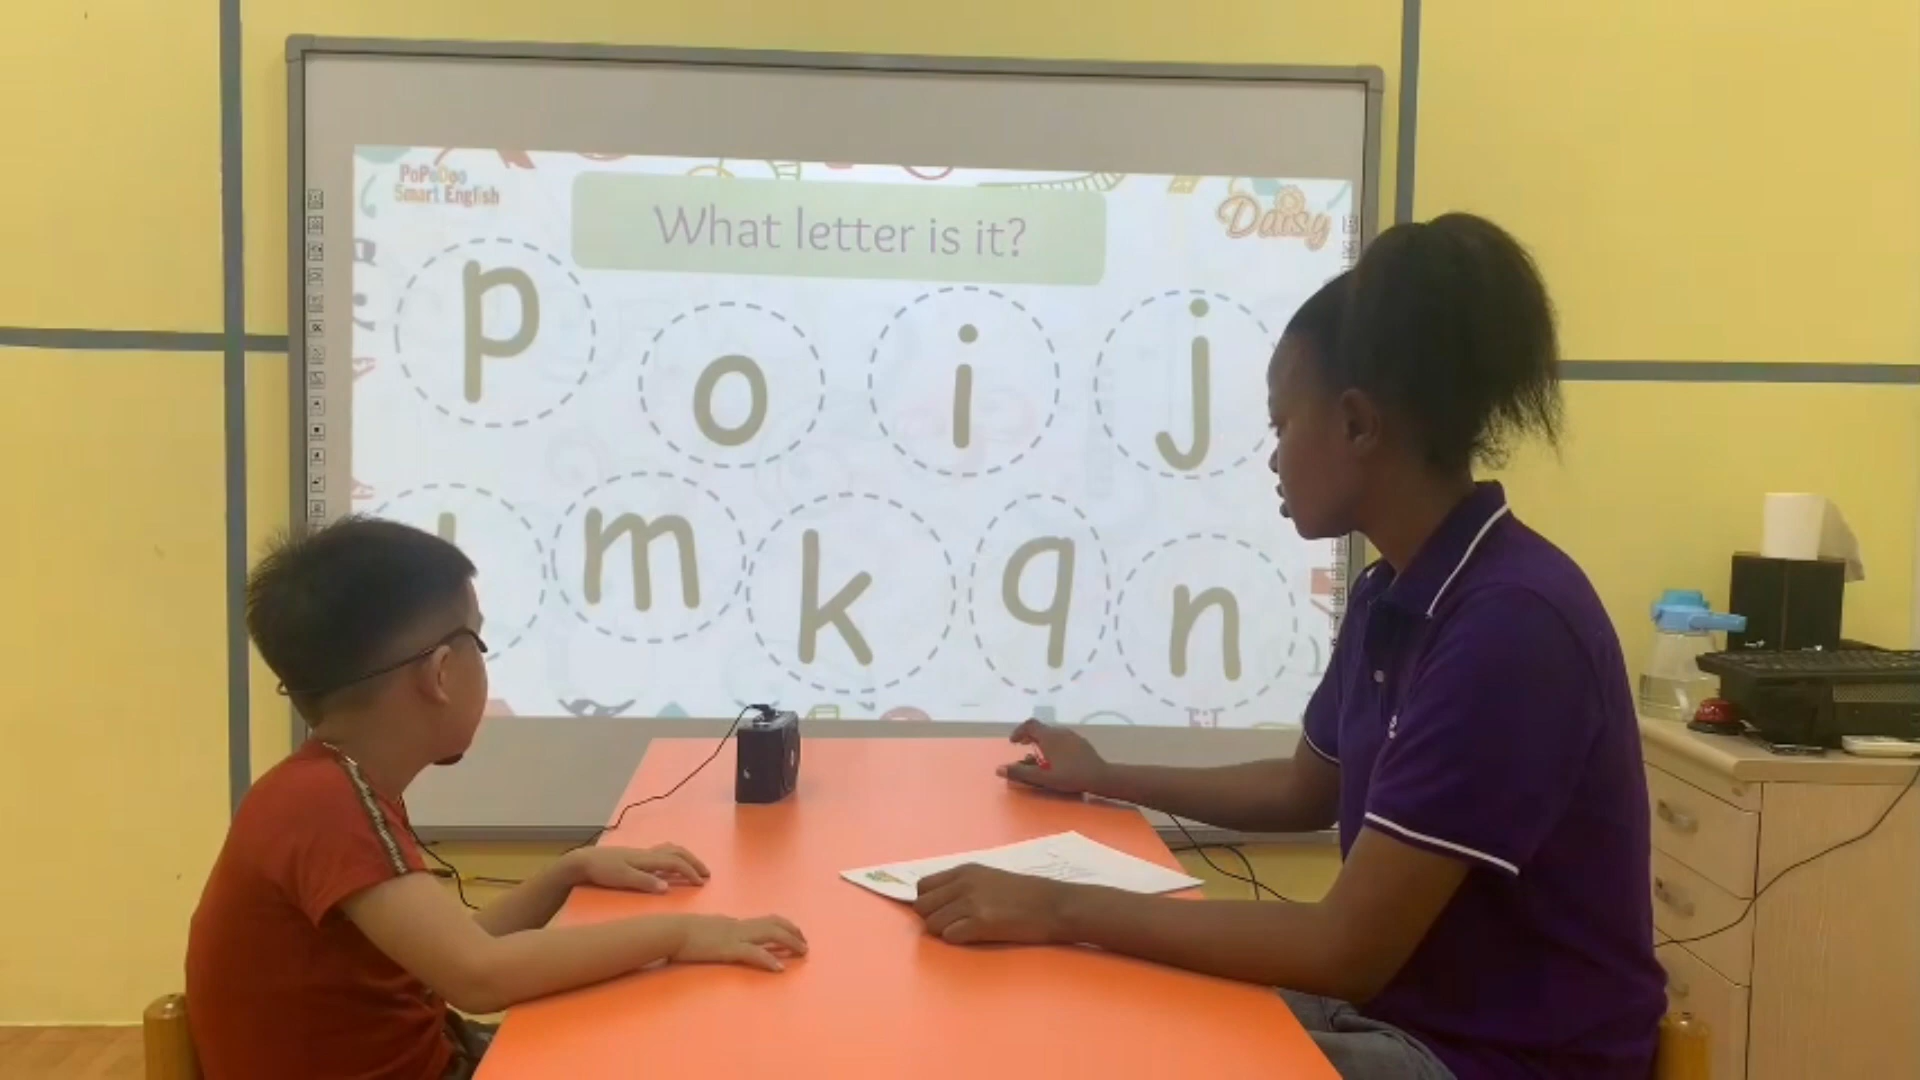 PoPoDoo
Smart English
What letter is it?
Daisy
p o i j
m k q n